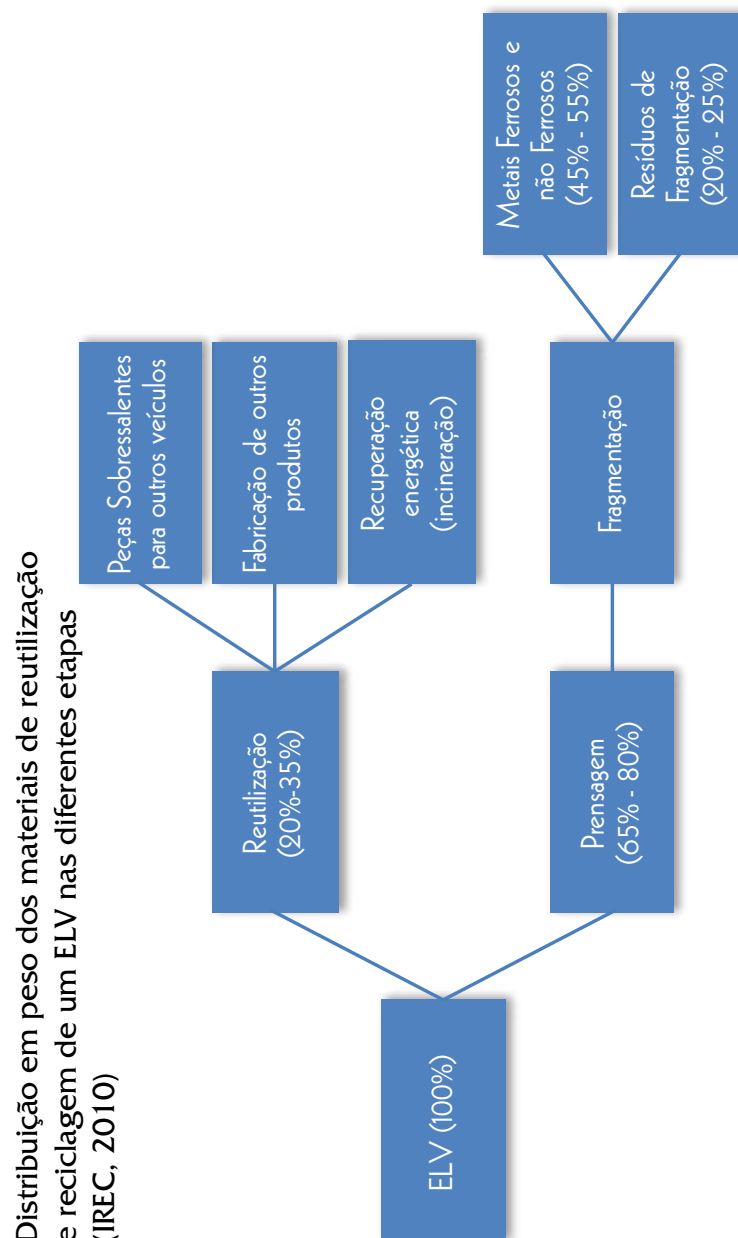 Distribuição em peso dos materiais de reutilização
e reciclagem de um ELV nas diferentes etapas
(IREC, 2010)
ELV (100%)
Reutilização
(20%-35%)
Peças Sobressalentes
para outros veículos
Fabricação de outros
produtos
Recuperação
energética
(incineração)
Prensagem
(65% - 80%)
Fragmentação
Metais Ferrosos e
não Ferrosos
(45% - 55%)
Resíduos de
Fragmentação
(20% - 25%)